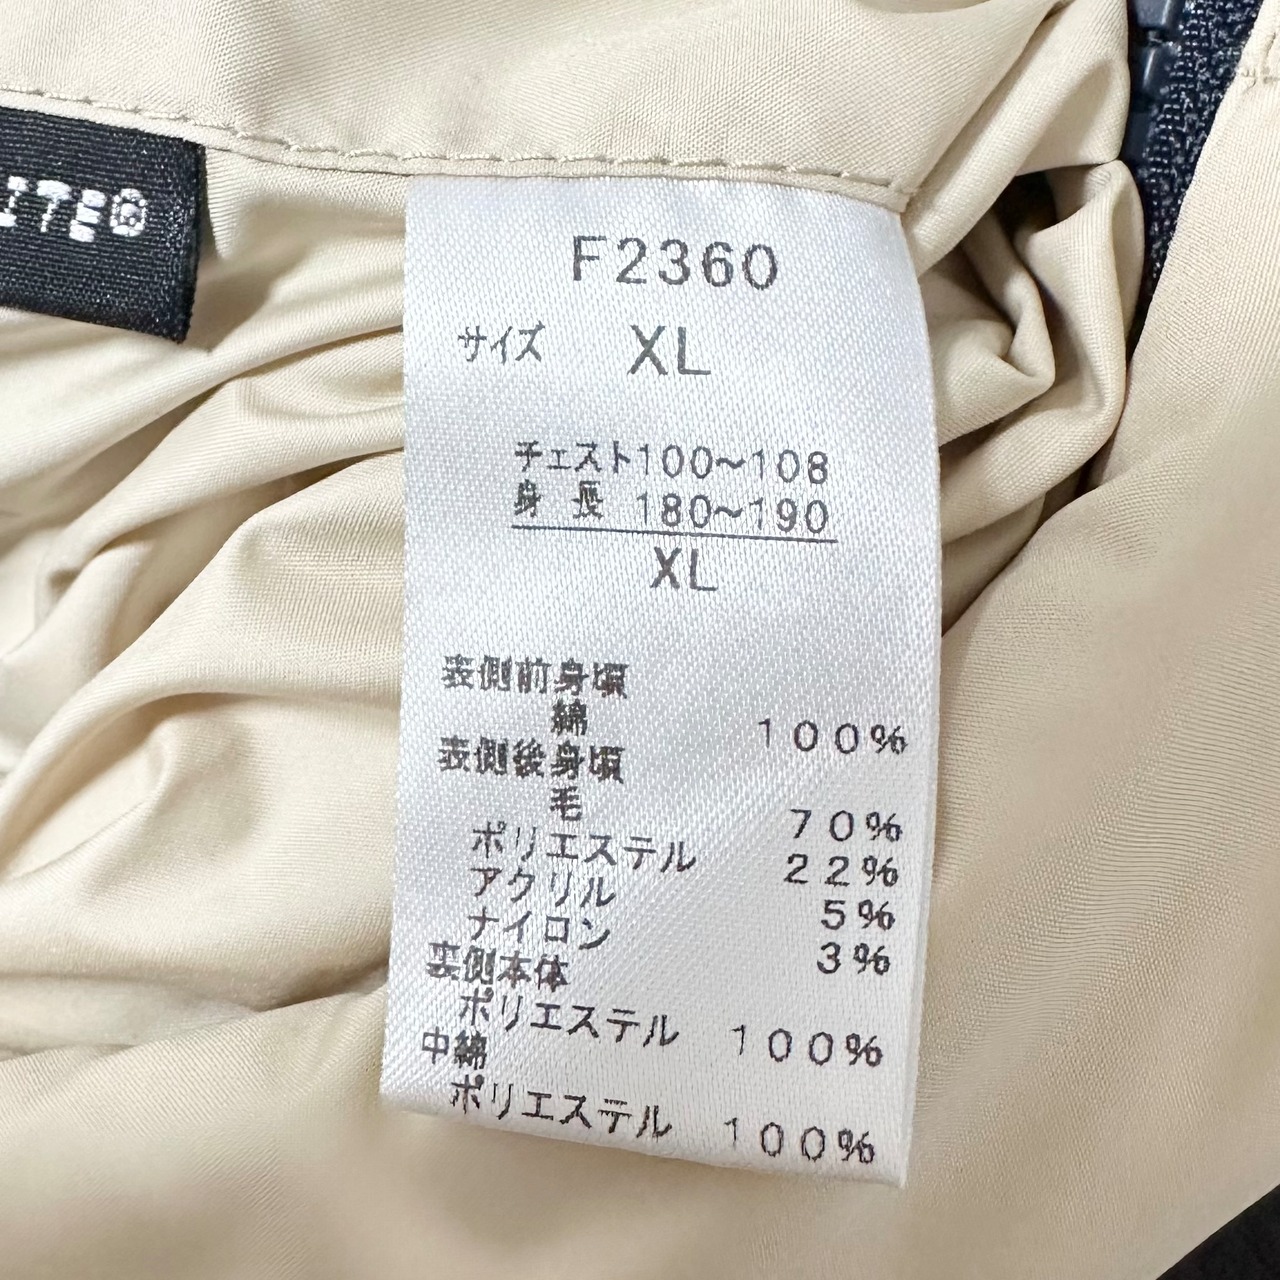 ITE®
F2360
サイズ XL
チェスト100~108
身長 180~190
XL
表側前身頃
綿 100%
表側後身頃
毛 70%
ポリエステル 22%
アクリル 5%
ナイロン 3%
裏側本体
ポリエステル 100%
中綿
ポリエステル 100%